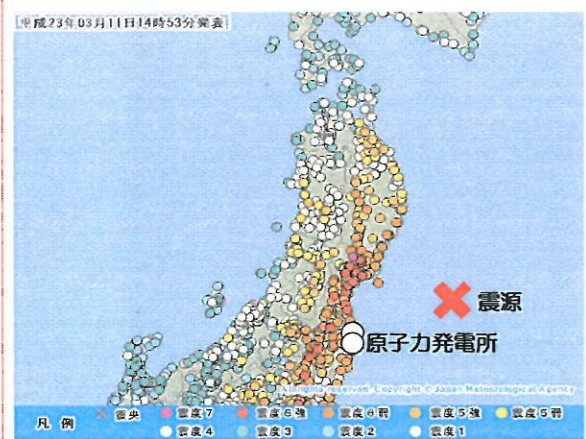 平成23年03月11日14時53分発表
震源
原子力発電所
All rights reserved. Copyright © Japan Meteorological Agency
凡例 震央 震度7 震度6強 震度6弱 震度5強 震度5弱
震度4 震度3 震度2 震度1